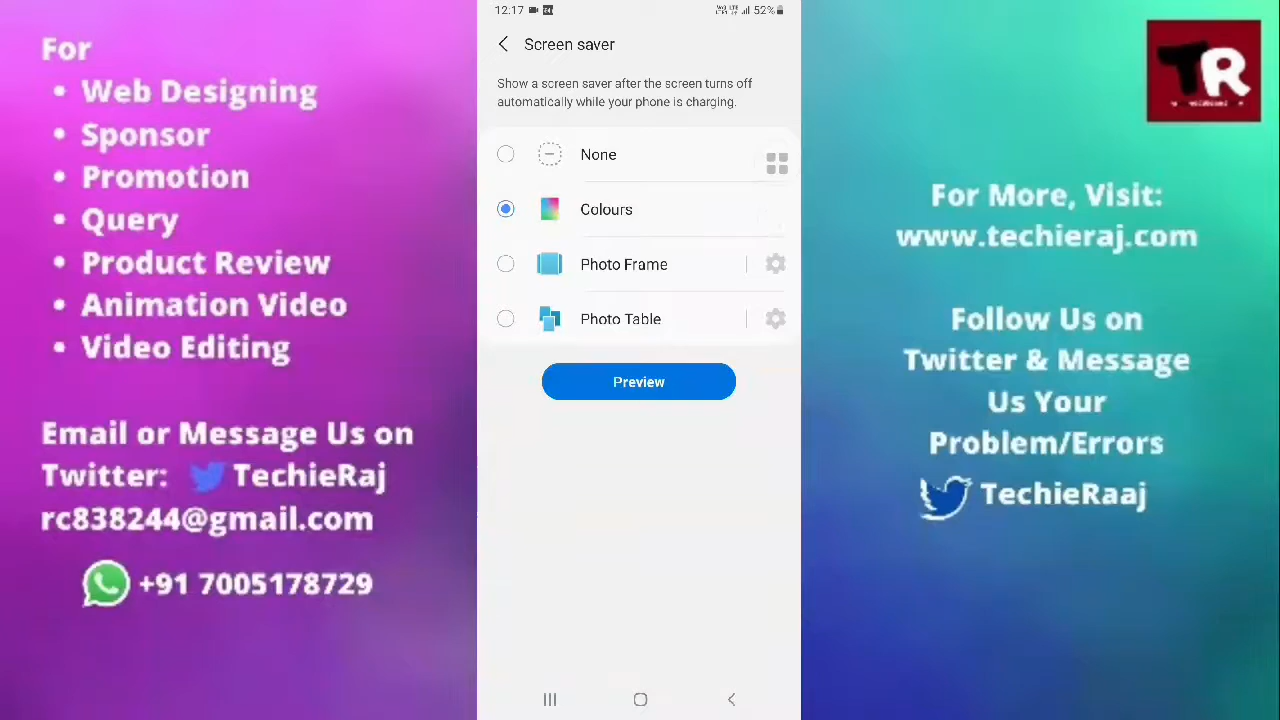 For
• Web Designing
• Sponsor
• Promotion
• Query
• Product Review
• Animation Video
• Video Editing
Email or Message Us on
Twitter: TechieRaj
rc838244@gmail.com
+91 7005178729
12:17
52%
Screen saver
Show a screen saver after the screen turns off
automatically while your phone is charging.
None
Colours
Photo Frame
Photo Table
Preview
TR
For More, Visit:
www.techieraj.com
Follow Us on
Twitter & Message
Us Your
Problem/Errors
TechieRaaj